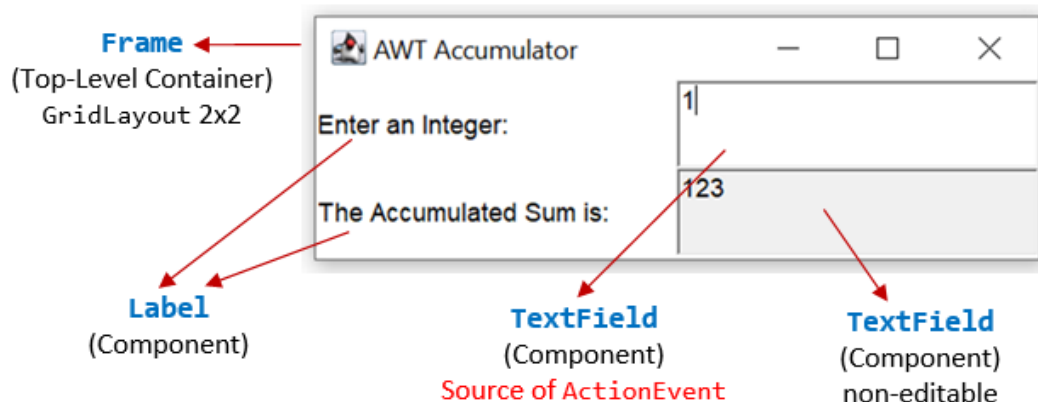 Frame
(Top-Level Container)
GridLayout 2x2
AWT Accumulator
Enter an Integer:
1
The Accumulated Sum is:
123
Label
(Component)
TextField
(Component)
Source of ActionEvent
TextField
(Component)
non-editable